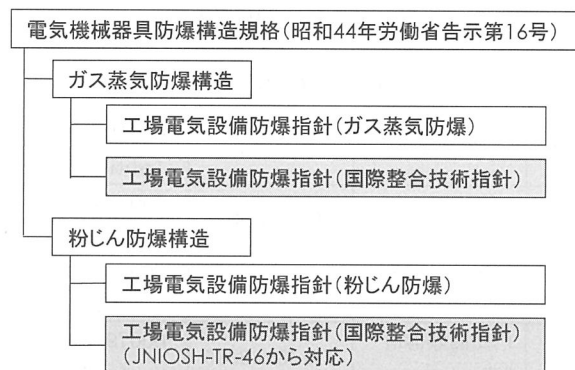 電気機械器具防爆構造規格(昭和44年労働省告示第16号)
ガス蒸気防爆構造
工場電気設備防爆指針(ガス蒸気防爆)
工場電気設備防爆指針(国際整合技術指針)
粉じん防爆構造
工場電気設備防爆指針(粉じん防爆)
工場電気設備防爆指針(国際整合技術指針)
(JNIOSH-TR-46から対応)